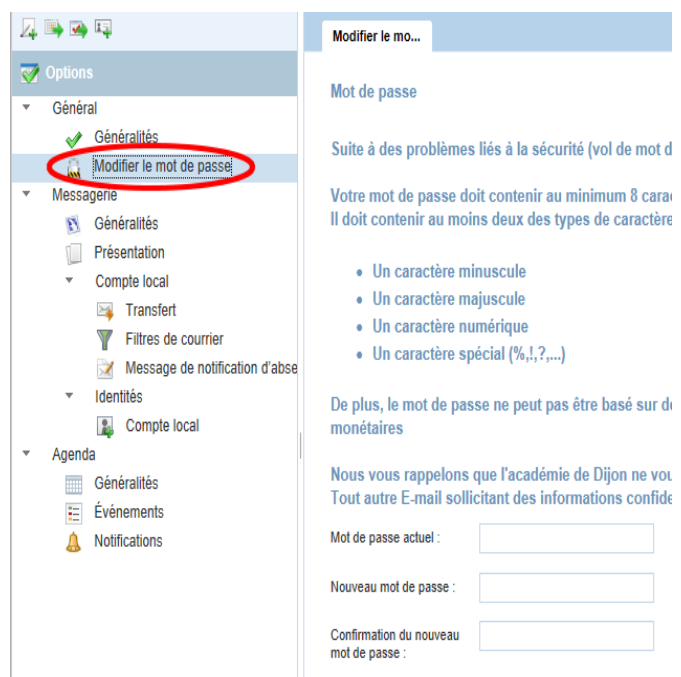 Options
Général
Généralités
Modifier le mot de passe
Messagerie
Généralités
Présentation
Compte local
Transfert
Filtres de courrier
Message de notification d'abse
Identités
Compte local
Agenda
Généralités
Événements
Notifications
Modifier le mo...
Mot de passe
Suite à des problèmes liés à la sécurité (vol de mot d
Votre mot de passe doit contenir au minimum 8 cara
Il doit contenir au moins deux des types de caractère
• Un caractère minuscule
• Un caractère majuscule
• Un caractère numérique
• Un caractère spécial (%,!,?,...)
De plus, le mot de passe ne peut pas être basé sur de
monétaires
Nous vous rappelons que l'académie de Dijon ne vou
Tout autre E-mail sollicitant des informations confide
Mot de passe actuel :
Nouveau mot de passe :
Confirmation du nouveau
mot de passe :